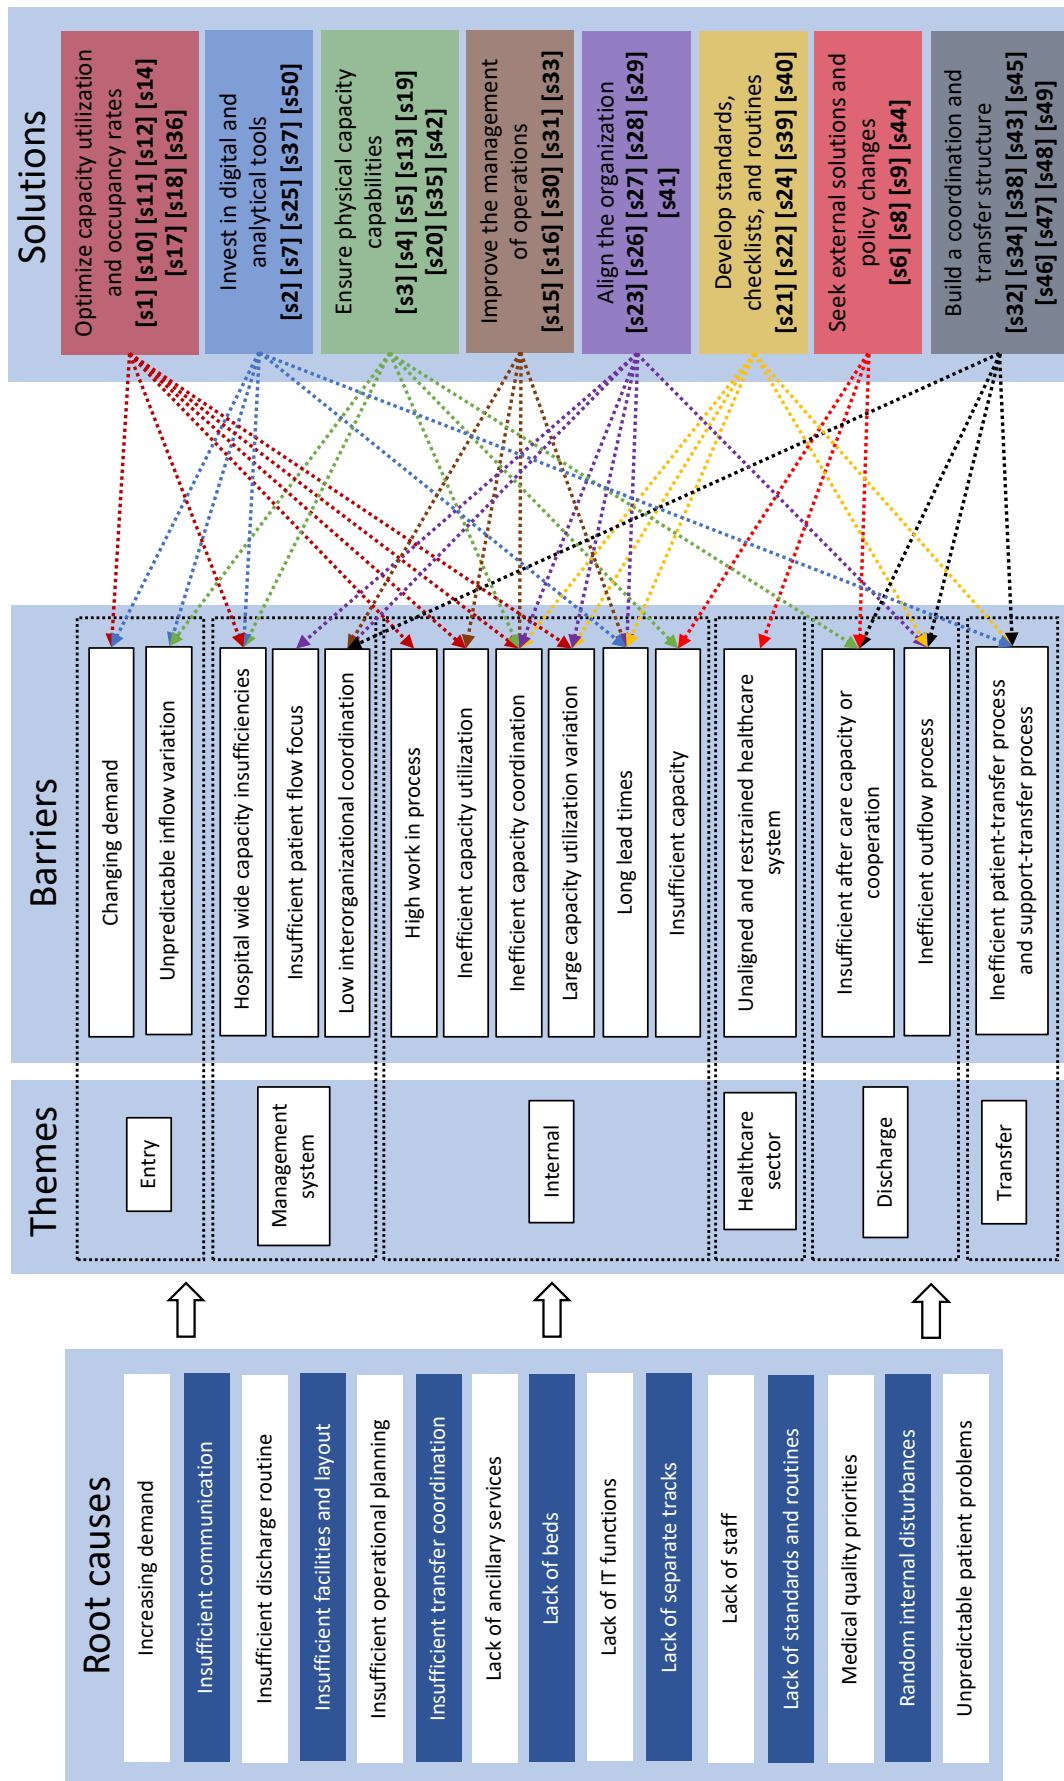 Root causes
Increasing demand
Insufficient communication
Insufficient discharge routine
Insufficient facilities and layout
Insufficient operational planning
Insufficient transfer coordination
Lack of ancillary services
Lack of beds
Lack of IT functions
Lack of separate tracks
Lack of staff
Lack of standards and routines
Medical quality priorities
Random internal disturbances
Unpredictable patient problems
Themes
Entry
Management
system
Internal
Healthcare
sector
Discharge
Transfer
Barriers
Changing demand
Unpredictable inflow variation
Hospital wide capacity insufficiencies
Insufficient patient flow focus
Low interorganizational coordination
High work in process
Inefficient capacity utilization
Inefficient capacity coordination
Large capacity utilization variation
Long lead times
Insufficient capacity
Unaligned and restrained healthcare
system
Insufficient after care capacity or
cooperation
Inefficient outflow process
Inefficient patient-transfer process
and support-transfer process
Solutions
Optimize capacity utilization
and occupancy rates
[s1] [s10] [s11] [s12] [s14]
[s17] [s18] [s36]
Invest in digital and
analytical tools
[s2] [s7] [s25] [s37] [s50]
Ensure physical capacity
capabilities
[s3] [s4] [s5] [s13] [s19]
[s20] [s35] [s42]
Improve the management
of operations
[s15] [s16] [s30] [s31] [s33]
Align the organization
[s23] [s26] [s27] [s28] [s29]
[s41]
Develop standards,
checklists, and routines
[s21] [s22] [s24] [s39] [s40]
Seek external solutions and
policy changes
[s6] [s8] [s9] [s44]
Build a coordination and
transfer structure
[s32] [s34] [s38] [s43] [s45]
[s46] [s47] [s48] [s49]